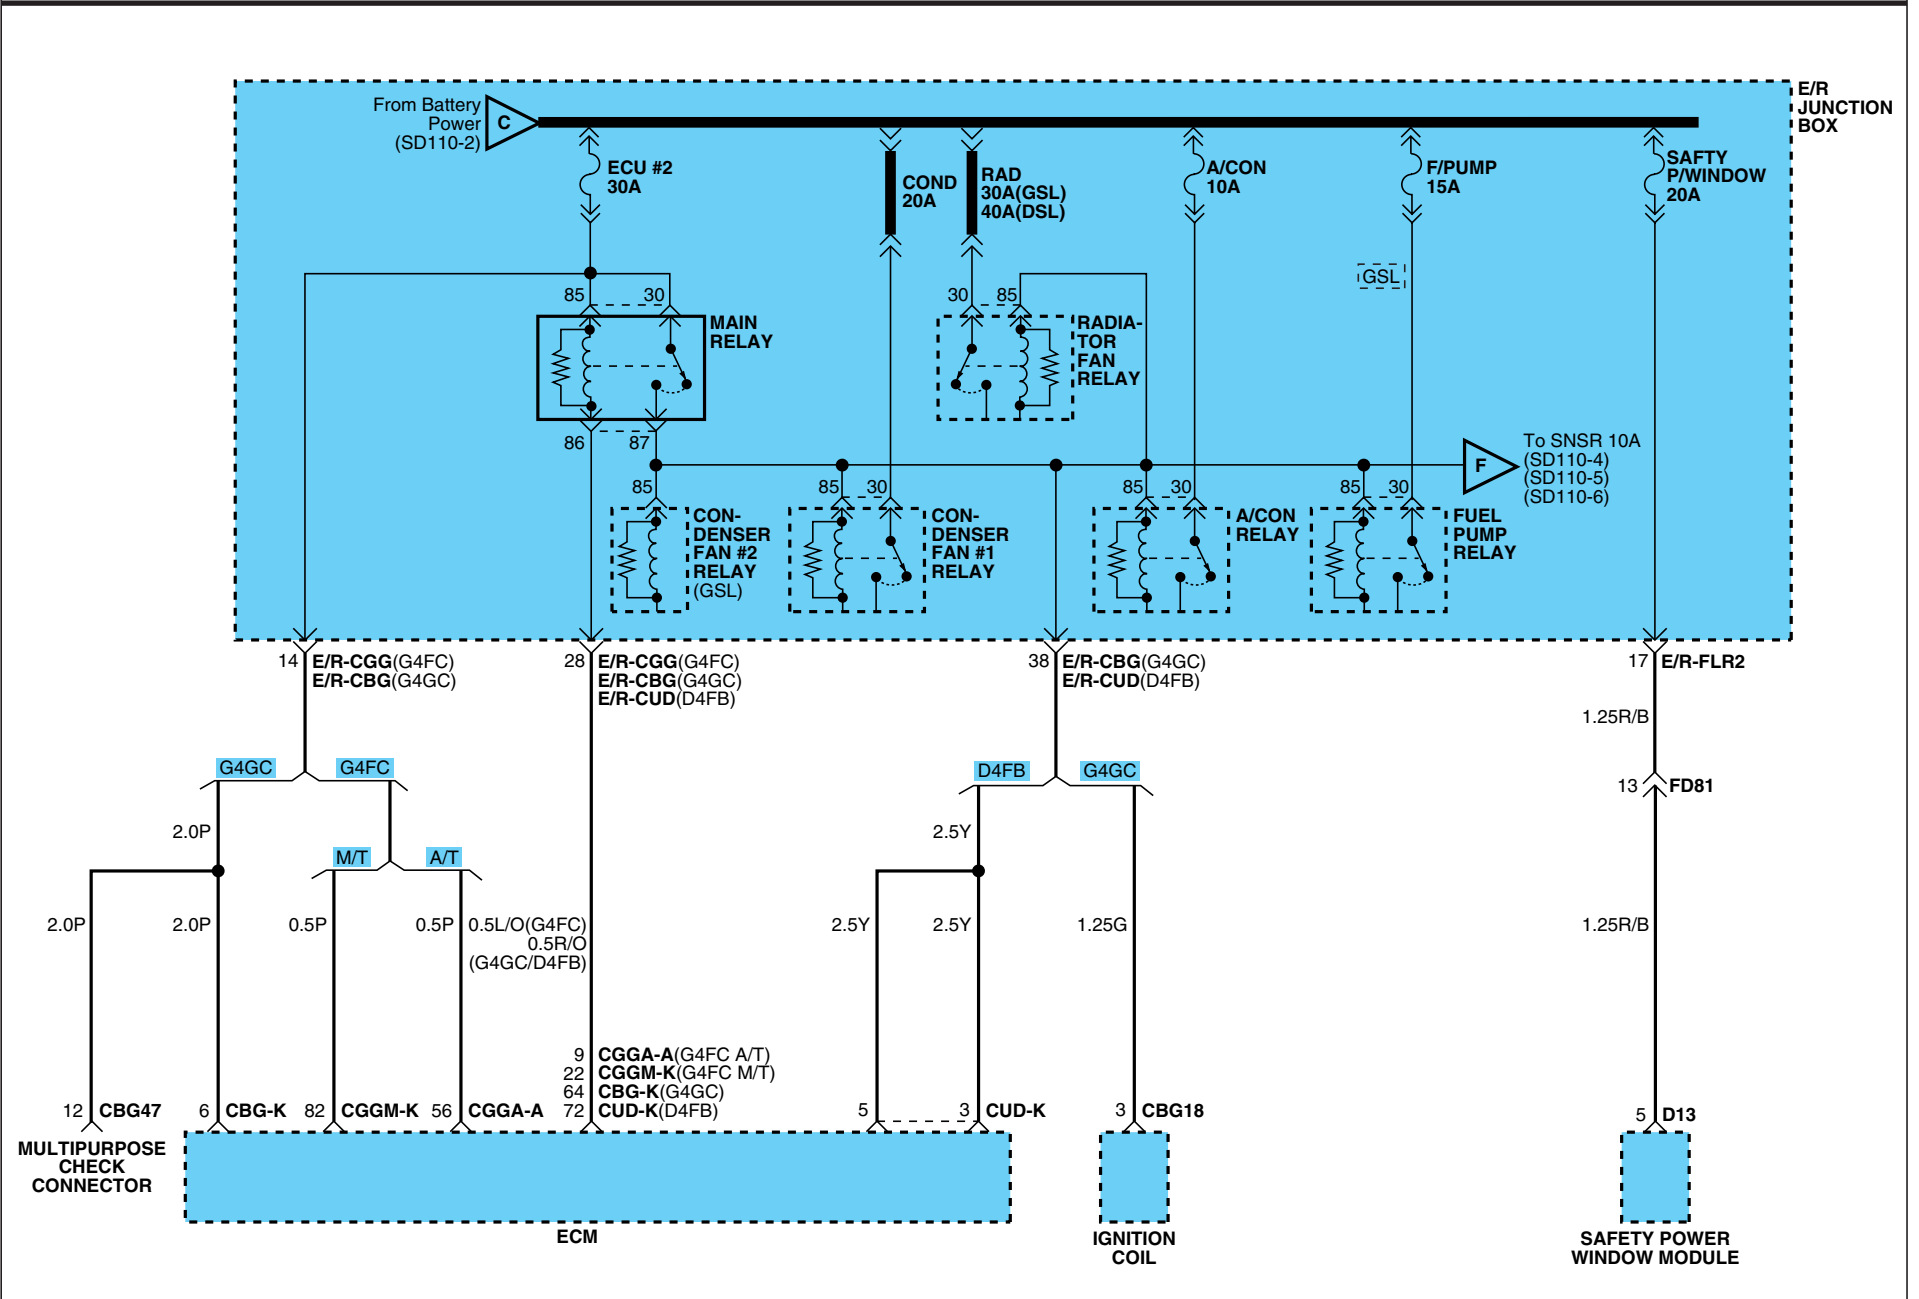 E/R
JUNCTION
BOX
From Battery
Power
(SD110-2)
C
ECU #2
30A
COND
20A
RAD
30A(GSL)
40A(DSL)
A/CON
10A
F/PUMP
15A
SAFTY
P/WINDOW
20A
GSL
85
30
MAIN
RELAY
30
85
RADIA-
TOR
FAN
RELAY
86
87
F
To SNSR 10A
(SD110-4)
(SD110-5)
(SD110-6)
85
CON-
DENSER
FAN #2
RELAY
(GSL)
85
30
CON-
DENSER
FAN #1
RELAY
85
30
A/CON
RELAY
85
30
FUEL
PUMP
RELAY
14
E/R-CGG(G4FC)
E/R-CBG(G4GC)
28
E/R-CGG(G4FC)
E/R-CBG(G4GC)
E/R-CUD(D4FB)
38
E/R-CBG(G4GC)
E/R-CUD(D4FB)
17
E/R-FLR2
1.25R/B
G4GC
G4FC
D4FB
G4GC
13
FD81
2.0P
2.5Y
M/T
A/T
2.0P
2.0P
0.5P
0.5P
0.5L/O(G4FC)
0.5R/O
(G4GC/D4FB)
2.5Y
2.5Y
1.25G
1.25R/B
9 CGGA-A(G4FC A/T)
22 CGGM-K(G4FC M/T)
64 CBG-K(G4GC)
72 CUD-K(D4FB)
12 CBG47
6 CBG-K
82 CGGM-K
56 CGGA-A
5
3 CUD-K
3 CBG18
5 D13
MULTIPURPOSE
CHECK
CONNECTOR
ECM
IGNITION
COIL
SAFETY POWER
WINDOW MODULE